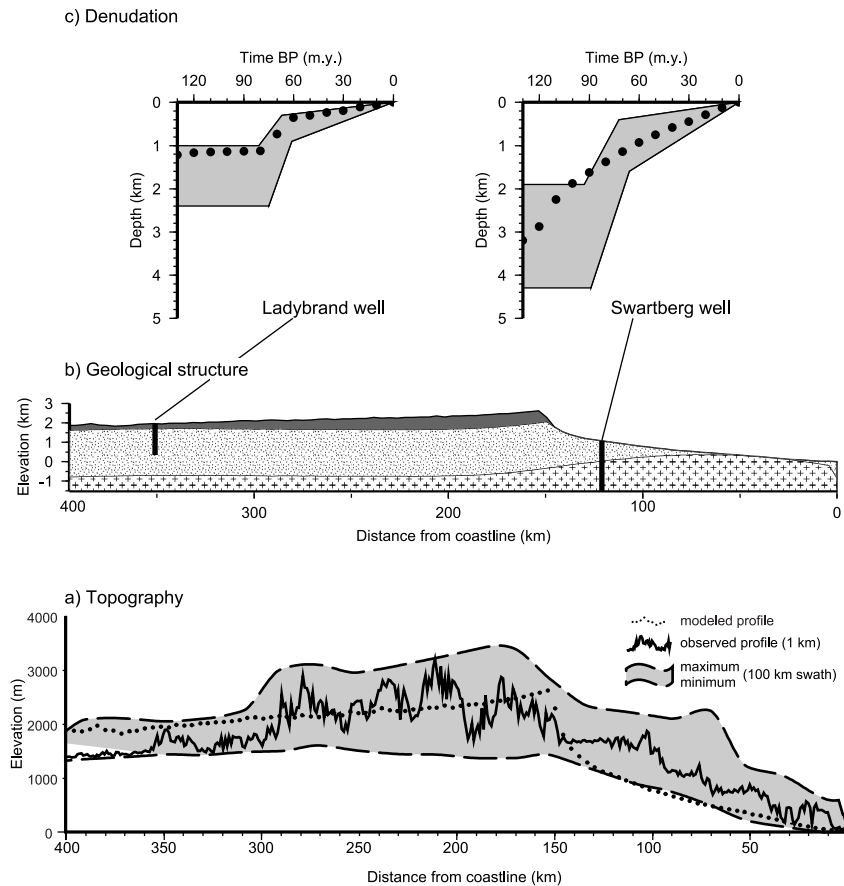 c) Denudation
Time BP (m.y.)
120 90 60 30 0
0
1
2
3
4
5
Depth (km)
Time BP (m.y.)
120 90 60 30 0
0
1
2
3
4
5
Depth (km)
Ladybrand well
Swartberg well
b) Geological structure
3
2
1
0
-1
Elevation (km)
400 300 200 100 0
Distance from coastline (km)
a) Topography
4000
3000
2000
1000
0
Elevation (m)
modeled profile
observed profile (1 km)
maximum
minimum
(100 km swath)
400 350 300 250 200 150 100 50
Distance from coastline (km)